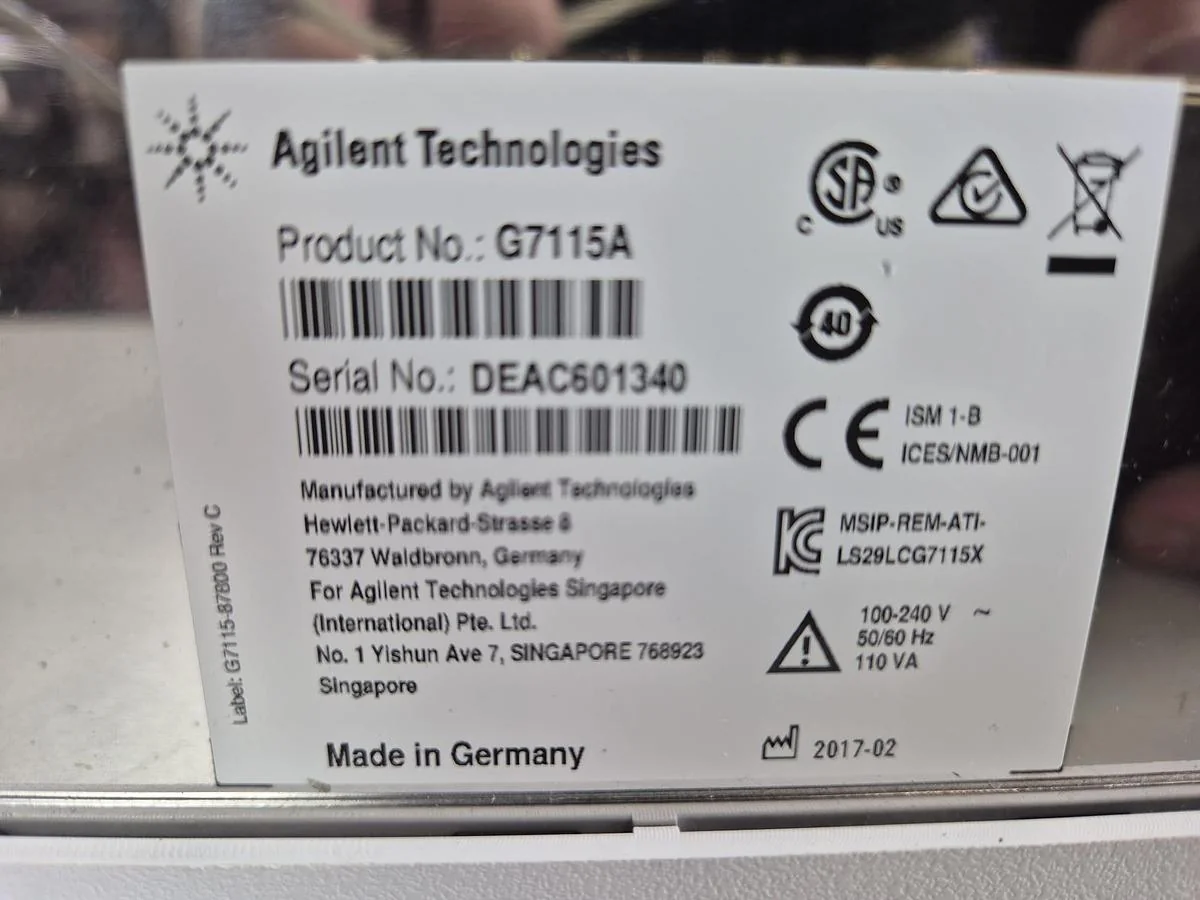 Agilent Technologies
Product No.: G7115A
Serial No.: DEAC601340
Manufactured by Agilent Technologies
Hewlett-Packard-Strasse 8
76337 Waldbronn, Germany
For Agilent Technologies Singapore
(International) Pte. Ltd.
No. 1 Yishun Ave 7, SINGAPORE 768923
Singapore
Made in Germany
Label: G7115-87800 Rev C
C SA ® US
40
CE ISM 1-B
ICES/NMB-001
MSIP-REM-ATI-
LS29LCG7115X
100-240 V ~
50/60 Hz
110 VA
2017-02